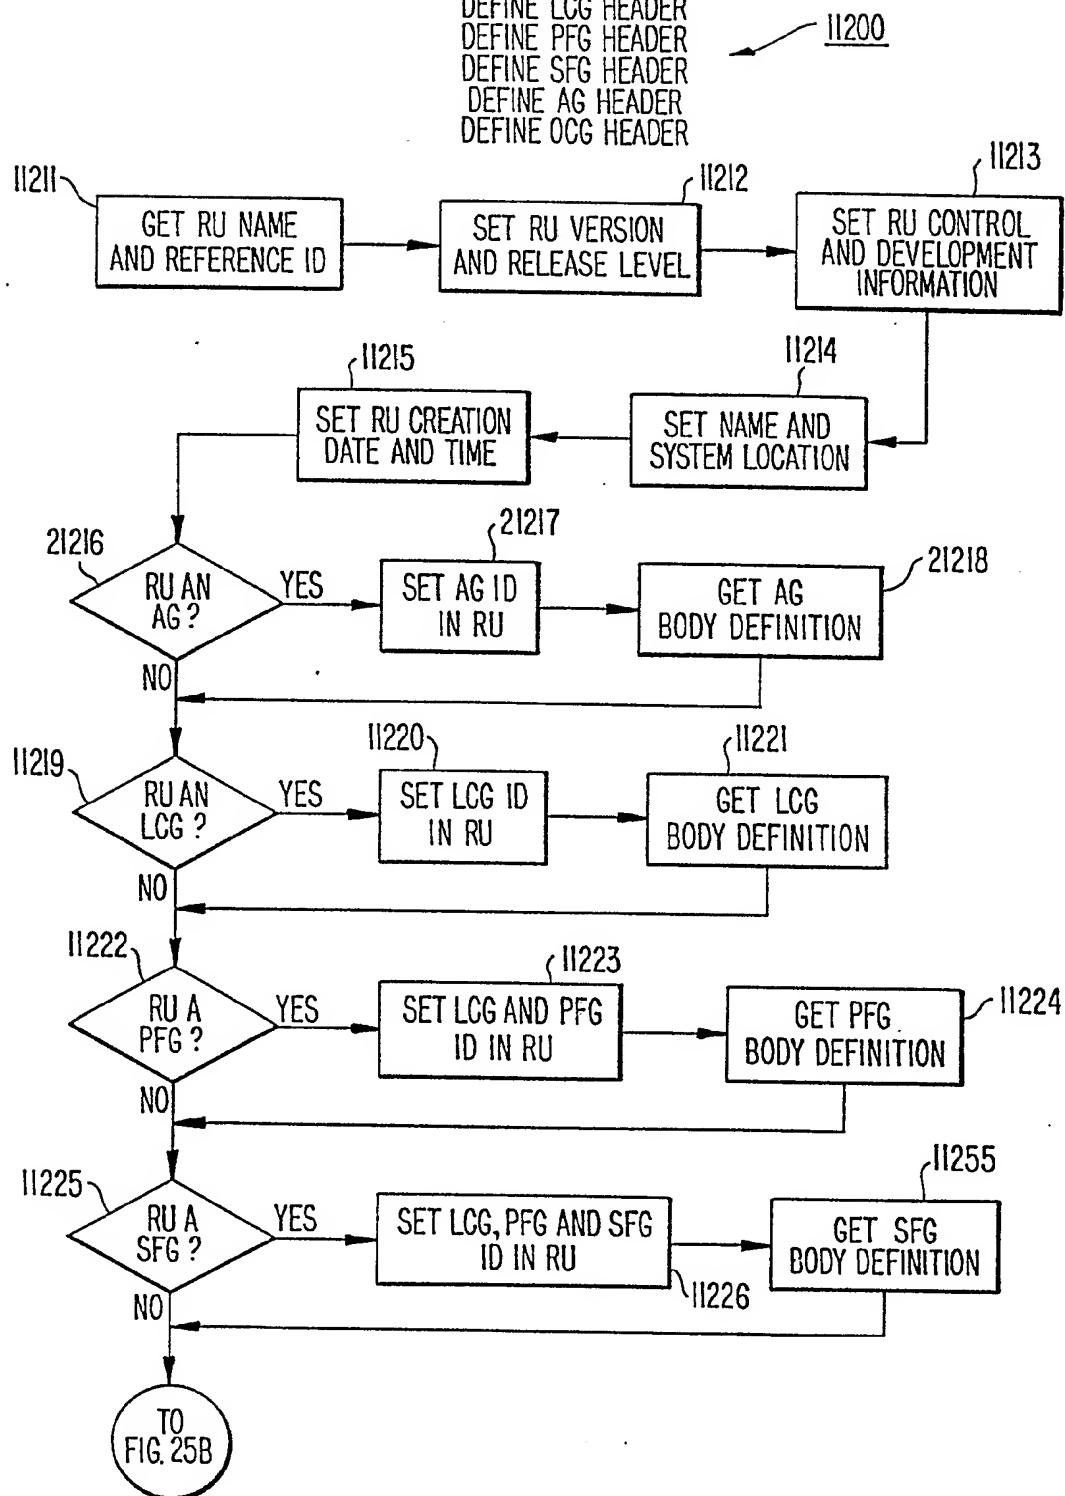 DEFINE LCG HEADER
DEFINE PFG HEADER
DEFINE SFG HEADER
DEFINE AG HEADER
DEFINE OCG HEADER
11200
11211
GET RU NAME
AND REFERENCE ID
11212
SET RU VERSION
AND RELEASE LEVEL
11213
SET RU CONTROL
AND DEVELOPMENT
INFORMATION
11214
SET NAME AND
SYSTEM LOCATION
11215
SET RU CREATION
DATE AND TIME
21216
RU AN
AG ?
YES
NO
21217
SET AG ID
IN RU
21218
GET AG
BODY DEFINITION
11219
RU AN
LCG ?
YES
NO
11220
SET LCG ID
IN RU
11221
GET LCG
BODY DEFINITION
11222
RU A
PFG ?
YES
NO
11223
SET LCG AND PFG
ID IN RU
11224
GET PFG
BODY DEFINITION
11225
RU A
SFG ?
YES
NO
SET LCG, PFG AND SFG
ID IN RU
11226
11255
GET SFG
BODY DEFINITION
TO
FIG. 25B